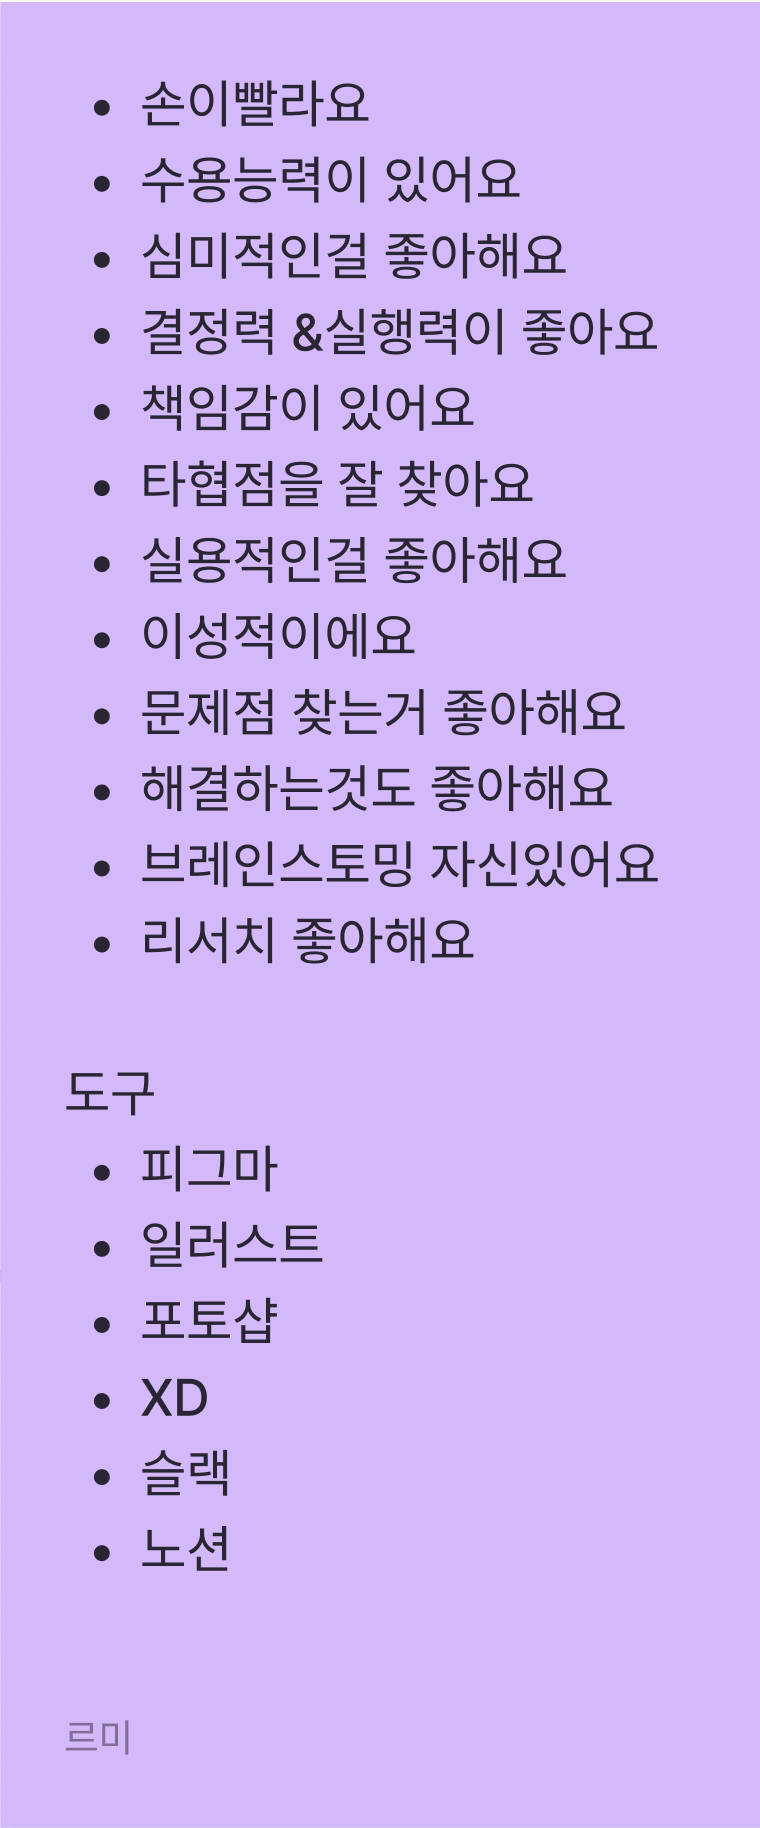 • 손이빨라요
• 수용능력이 있어요
• 심미적인걸 좋아해요
• 결정력 &실행력이 좋아요
• 책임감이 있어요
• 타협점을 잘 찾아요
• 실용적인걸 좋아해요
• 이성적이에요
• 문제점 찾는거 좋아해요
• 해결하는것도 좋아해요
• 브레인스토밍 자신있어요
• 리서치 좋아해요
도구
• 피그마
• 일러스트
• 포토샵
• XD
• 슬랙
• 노션
르미